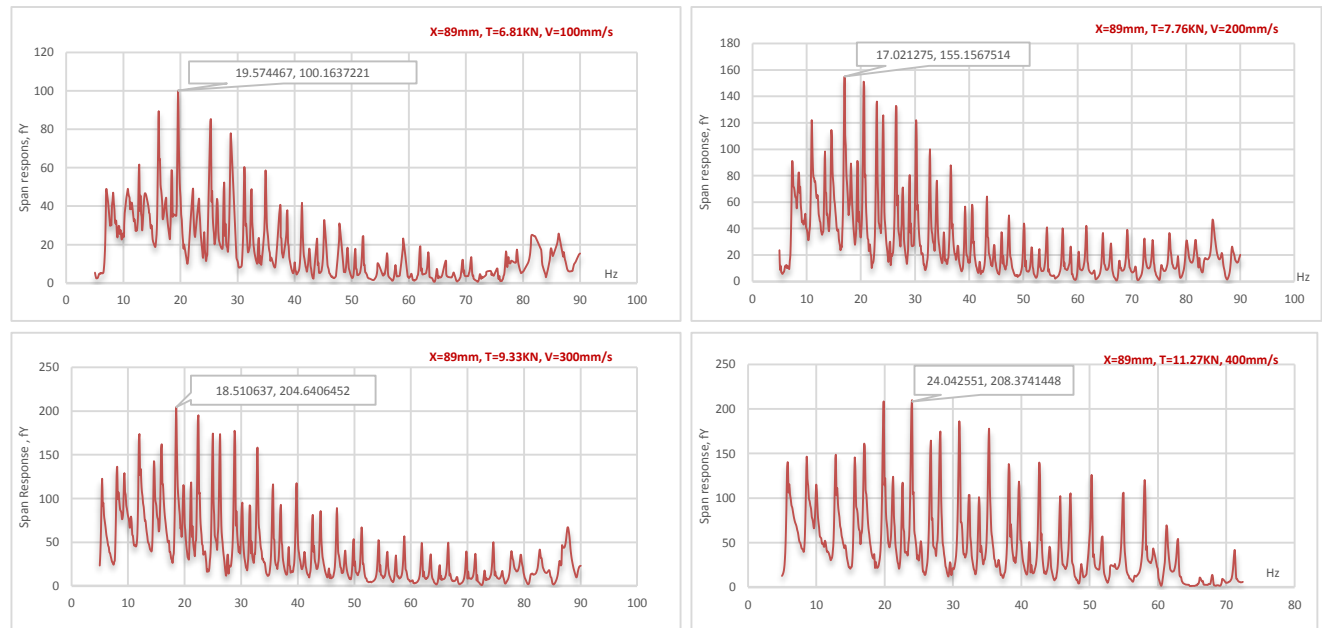 X=89mm, T=6.81KN, V=100mm/s
120
100
80
60
40
20
0
Span respons, fY
19.574467, 100.1637221
Hz
0 10 20 30 40 50 60 70 80 90 100
X=89mm, T=7.76KN, V=200mm/s
180
160
140
120
100
80
60
40
20
0
Span response, fY
17.021275, 155.1567514
Hz
0 10 20 30 40 50 60 70 80 90 100
X=89mm, T=9.33KN, V=300mm/s
250
200
150
100
50
0
Span Response , fY
18.510637, 204.6406452
0 10 20 30 40 50 60 70 80 90 100
X=89mm, T=11.27KN, 400mm/s
250
200
150
100
50
0
Span response, fY
24.042551, 208.3741448
Hz
0 10 20 30 40 50 60 70 80